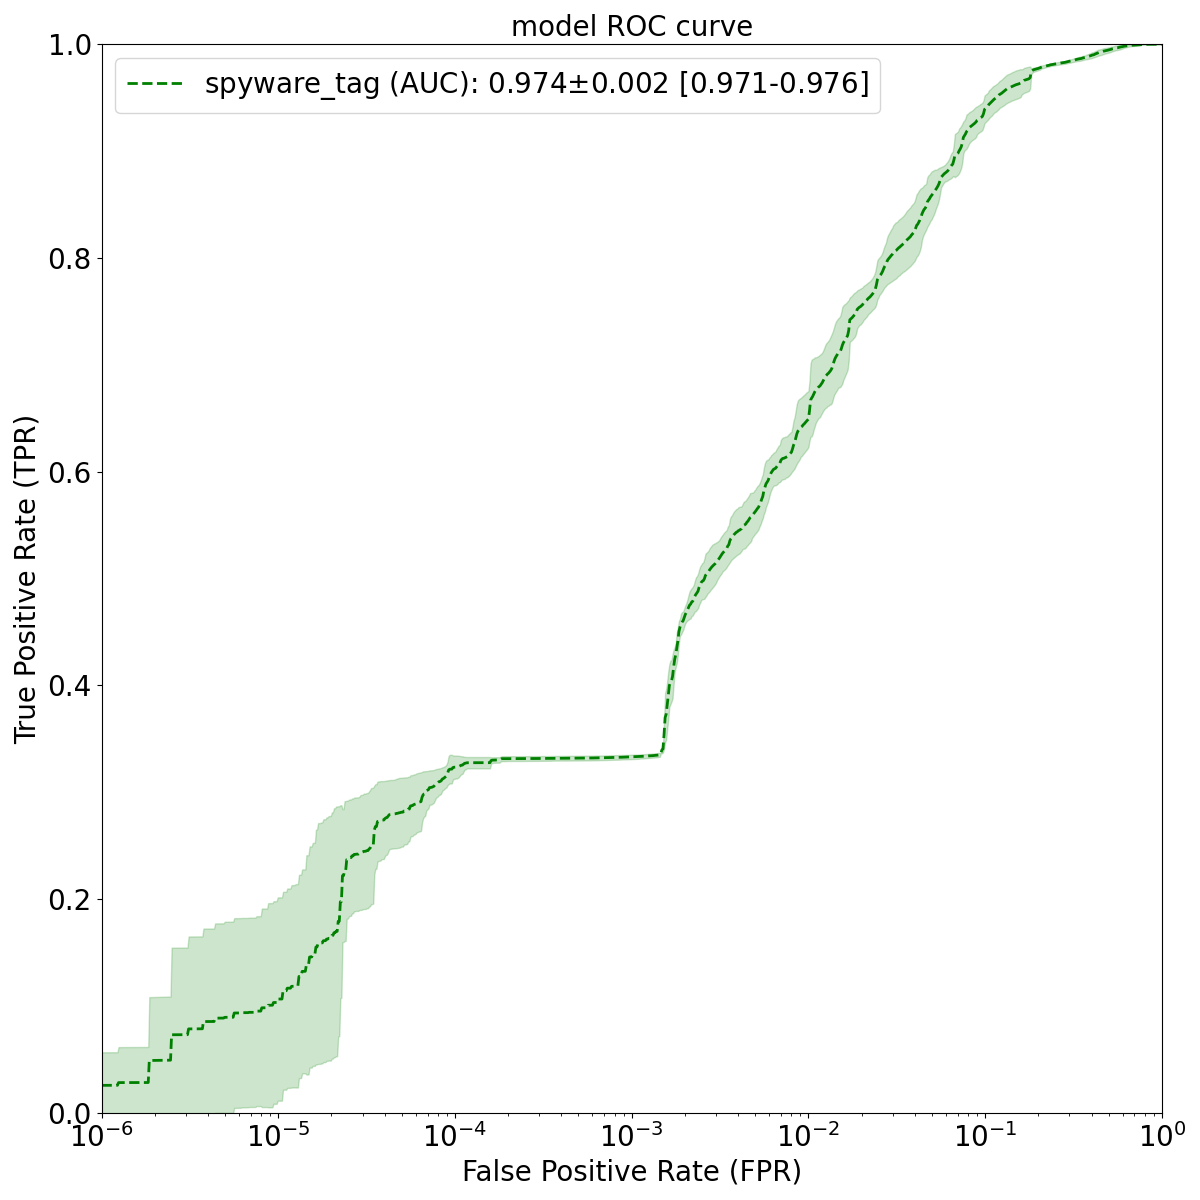 model ROC curve
spyware_tag (AUC): 0.974±0.002 [0.971-0.976]
1.0
0.8
0.6
0.4
0.2
0.0
True Positive Rate (TPR)
10⁻⁶ 10⁻⁵ 10⁻⁴ 10⁻³ 10⁻² 10⁻¹ 10⁰
False Positive Rate (FPR)